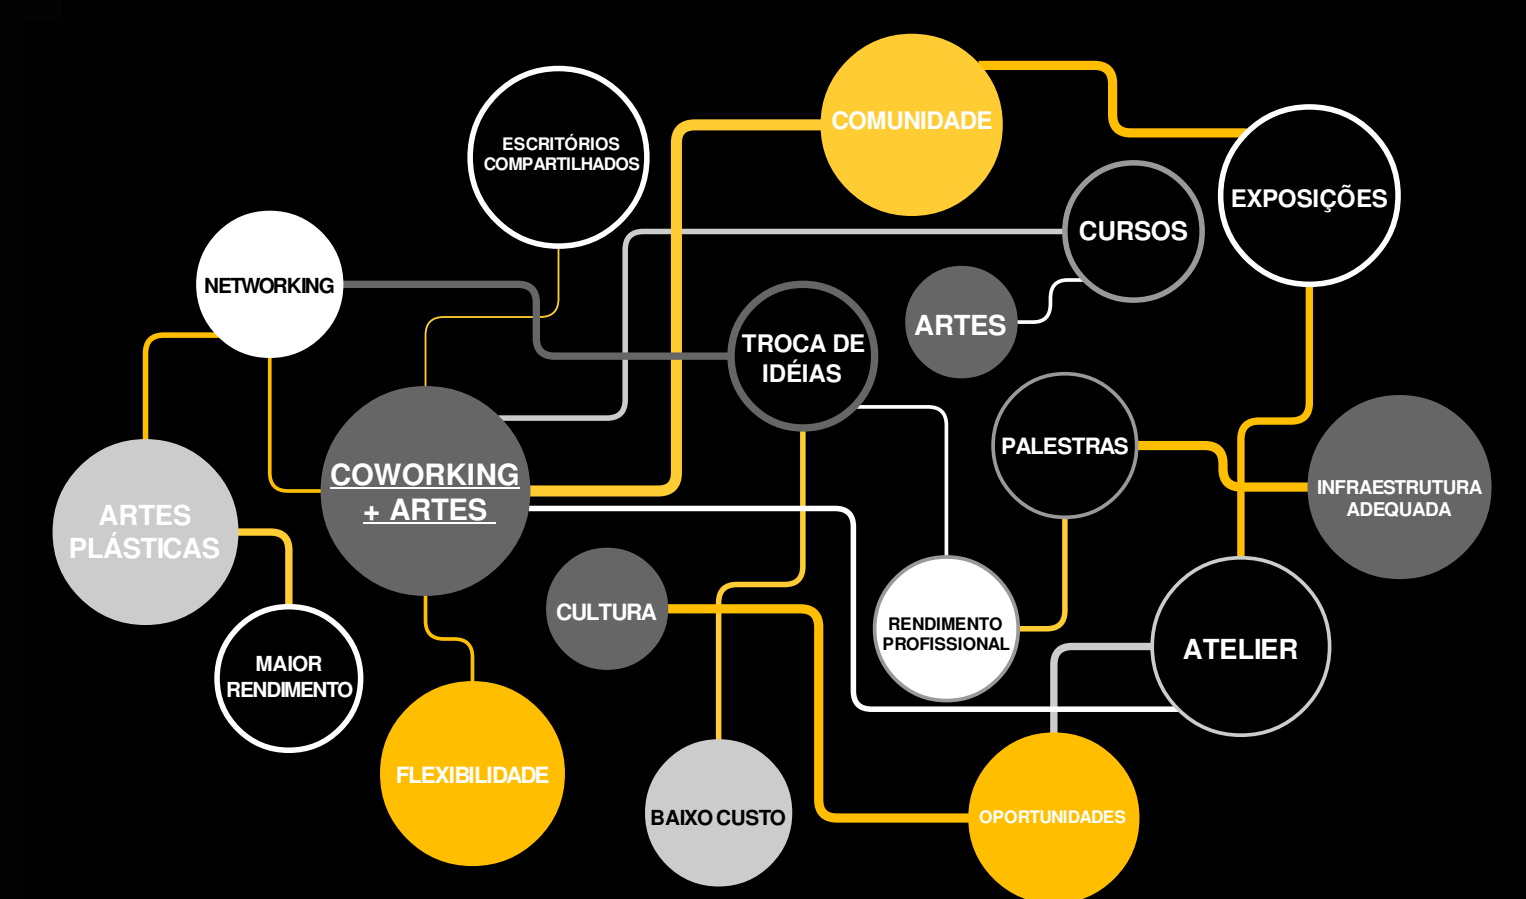 COMUNIDADE
ESCRITÓRIOS
COMPARTILHADOS
EXPOSIÇÕES
CURSOS
NETWORKING
ARTES
TROCA DE
IDÉIAS
PALESTRAS
COWORKING
+ ARTES
INFRAESTRUTURA
ADEQUADA
ARTES
PLÁSTICAS
CULTURA
RENDIMENTO
PROFISSIONAL
ATELIER
MAIOR
RENDIMENTO
FLEXIBILIDADE
BAIXO CUSTO
OPORTUNIDADES